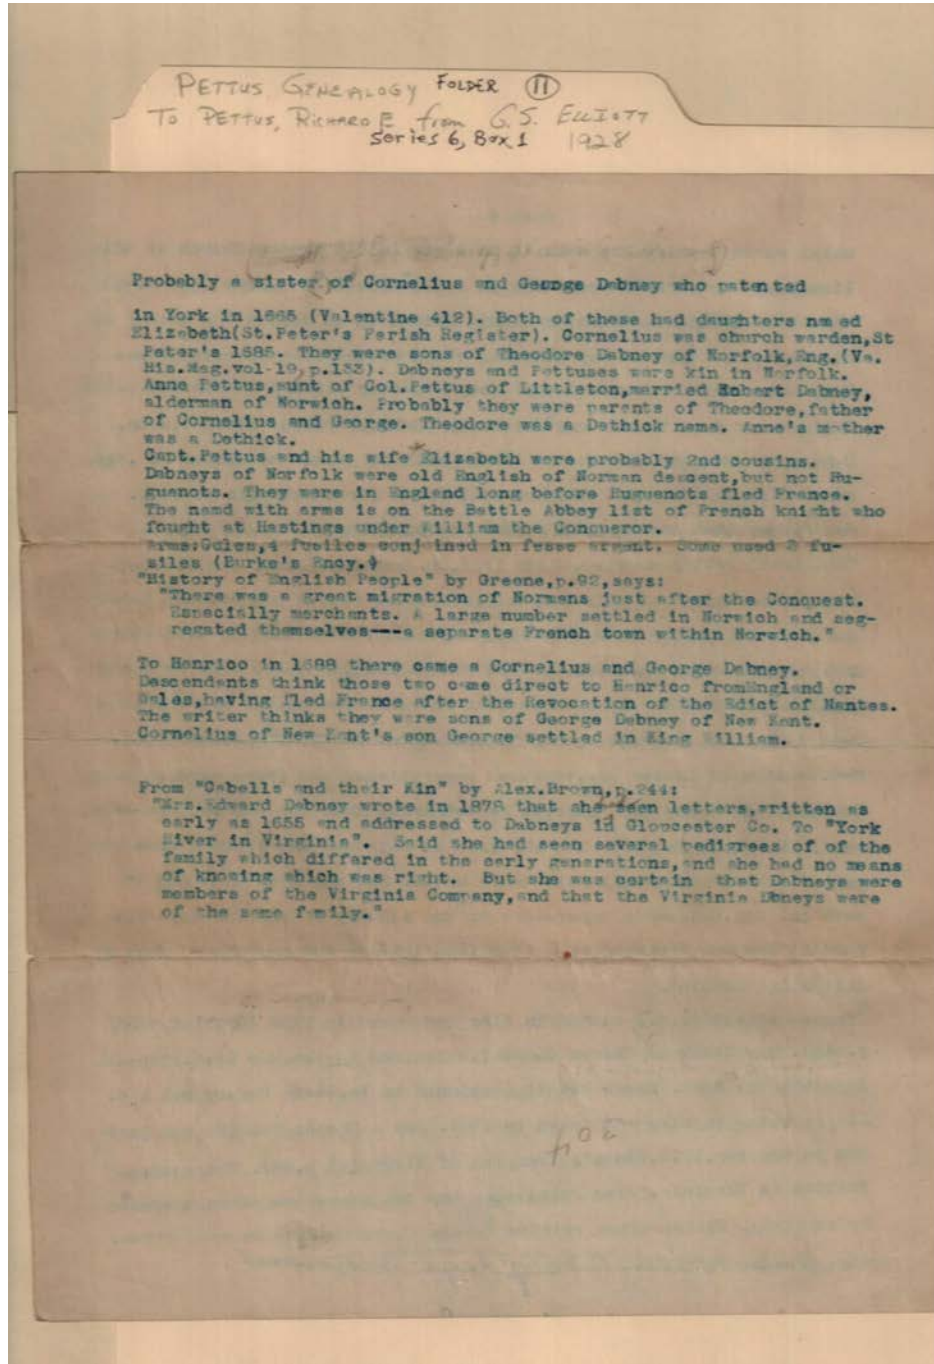 PETTUS GENEALOGY FOLDER 11
TO PETTUS, RICHARD E from G.S. ELLIOTT
Series 6, Box 1 1928
Probably a sister of Cornelius and George Dabney who patented
in York in 1665 (Valentine 412). Both of these had daughters named
Elizabeth(St.Peter's Parish Register). Cornelius was church warden,St
Peter's 1685. They were sons of Theodore Dabney of Norfolk,Eng.(Va.
His.Mag.vol-19,p.133). Dabneys and Pettuses were kin in Norfolk.
Anne Pettus,aunt of Col.Pettus of Littleton,married Robert Dabney,
alderman of Norwich. Probably they were parents of Theodore,father
of Cornelius and George. Theodore was a Dethick name. Anne's mother
was a Dethick.
Capt.Pettus and his wife Elizabeth were probably 2nd cousins.
Dabneys of Norfolk were old English of Norman descent,but not Hu-
guenots. They were in England long before Huguenots fled France.
The namd with arms is on the Battle Abbey list of French knight who
fought at Hastings under William the Conqueror.
Arms:Gules,4 fusiles conjoined in fesse argent. Some used 3 fu-
siles (Burke's Ency.
"History of English People" by Greene,p.92,says:
"There was a great migration of Normans just after the Conquest.
Especially merchants. A large number settled in Norwich and seg-
regated themselves---a separate French town within Norwich."
To Henrico in 1688 there came a Cornelius and George Dabney.
Descendents think those two came direct to Henrico fromEngland or
Wales,having fled France after the Revocation of the Edict of Nantes.
The writer thinks they were sons of George Dabney of New Kent.
Cornelius of New Kent's son George settled in King William.
From "Cabells and their Kin" by Alex.Brown,p.244:
"Mrs.Edward Dabney wrote in 1878 that she seen letters,written as
early as 1655 and addressed to Dabneys in Gloucester Co. To "York
River in Virginia". Said she had seen several pedigrees of of the
family which differed in the early generations,and she had no means
of knowing which was right. But she was certain that Dabneys were
members of the Virginia Company,and that the Virginia Dbneys were
of the same family."